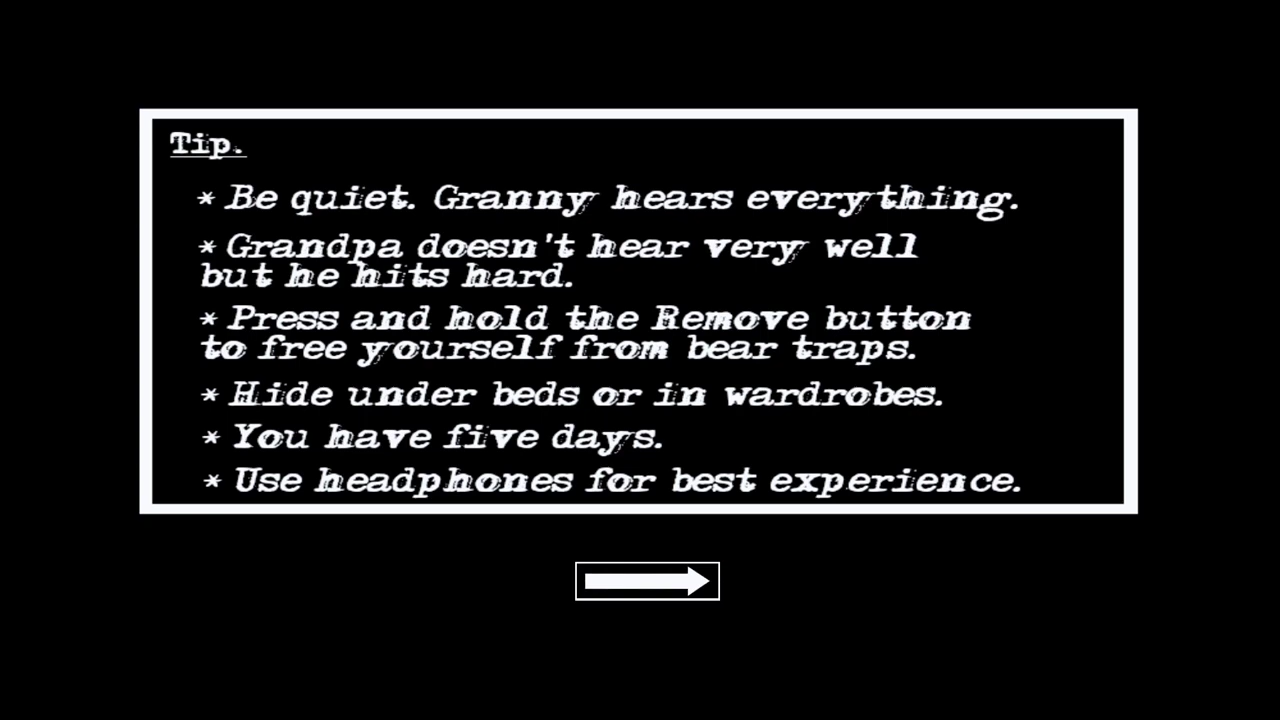 Tip.
* Be quiet. Granny hears everything.
* Grandpa doesn't hear very well
but he hits hard.
* Press and hold the Remove button
to free yourself from bear traps.
* Hide under beds or in wardrobes.
* You have five days.
* Use headphones for best experience.